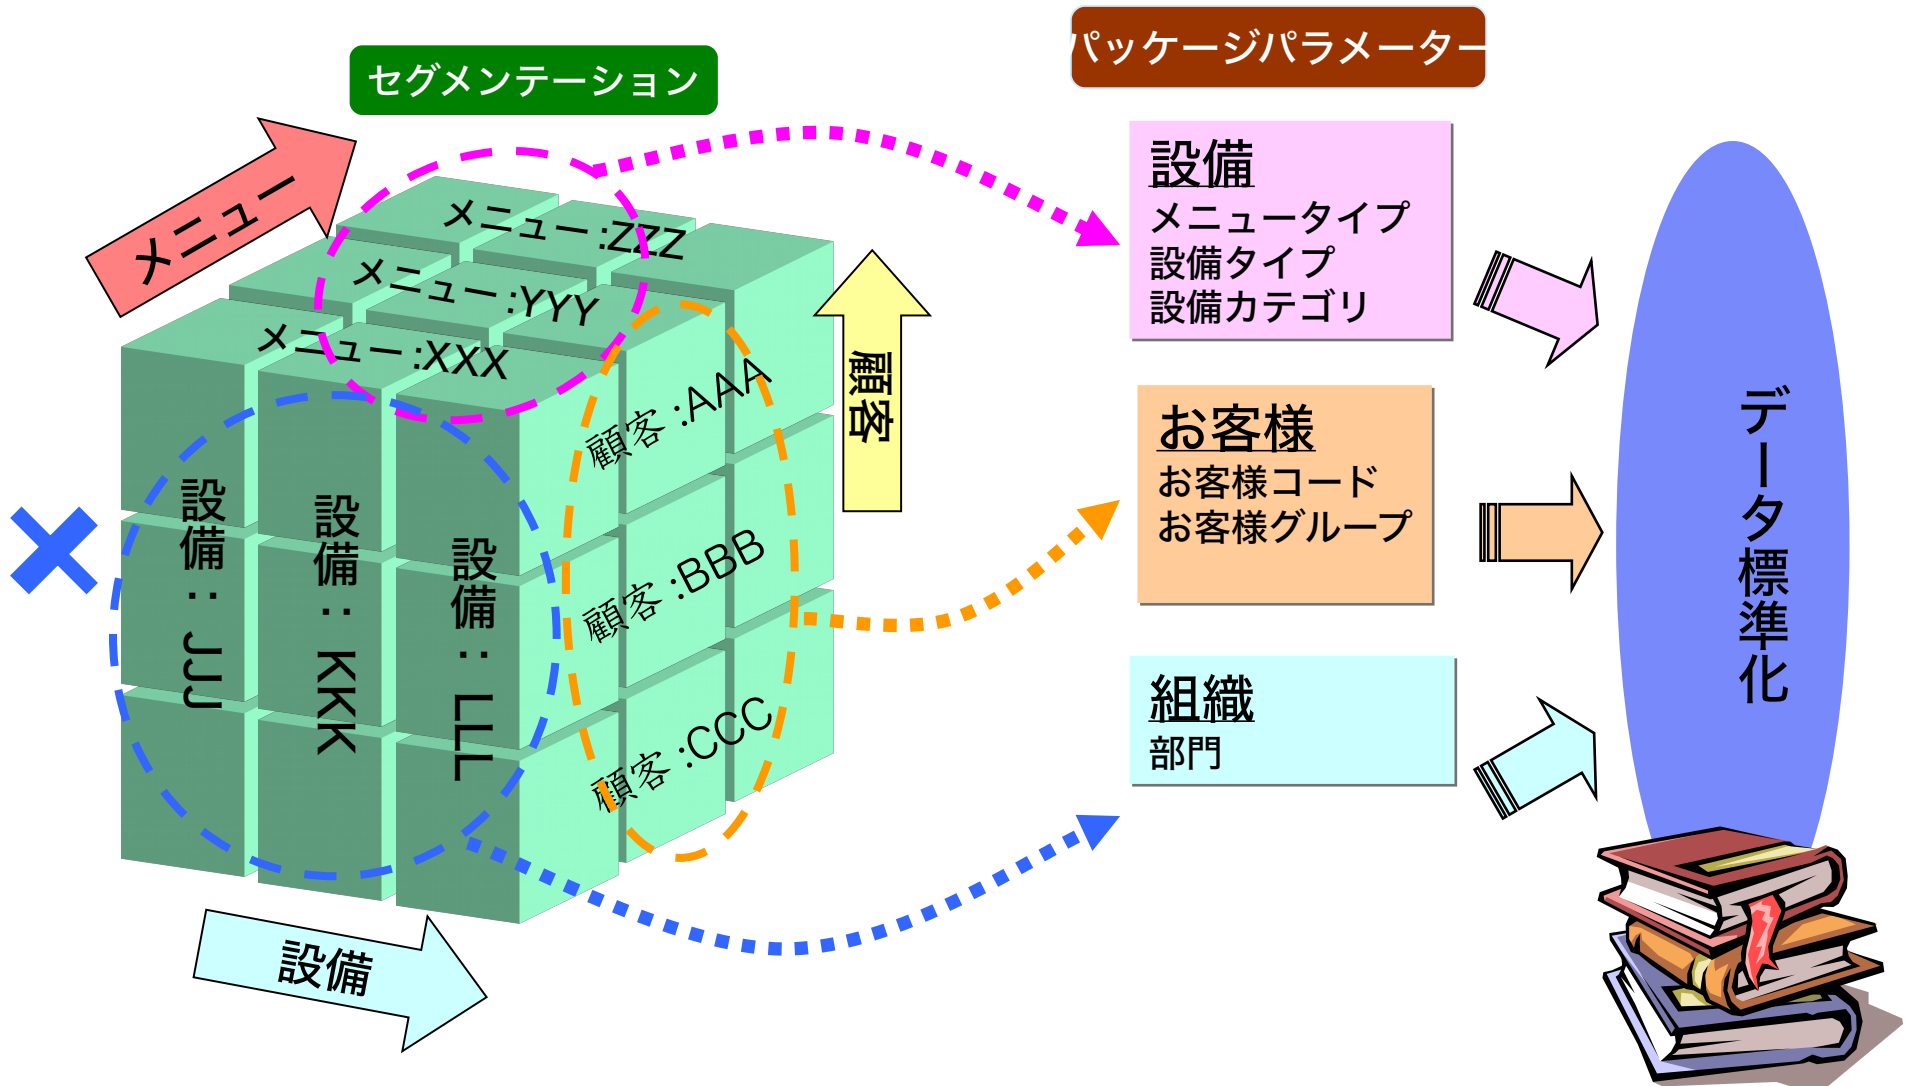 セグメンテーション
パッケージパラメーター
メニュー
メニュー:ZZZ
メニュー:YYY
メニュー:XXX
顧客
顧客:AAA
顧客:BBB
顧客:CCC
設備:JJJ
設備:KKK
設備:LLL
設備
設備
メニュータイプ
設備タイプ
設備カテゴリ
お客様
お客様コード
お客様グループ
組織
部門
データ標準化